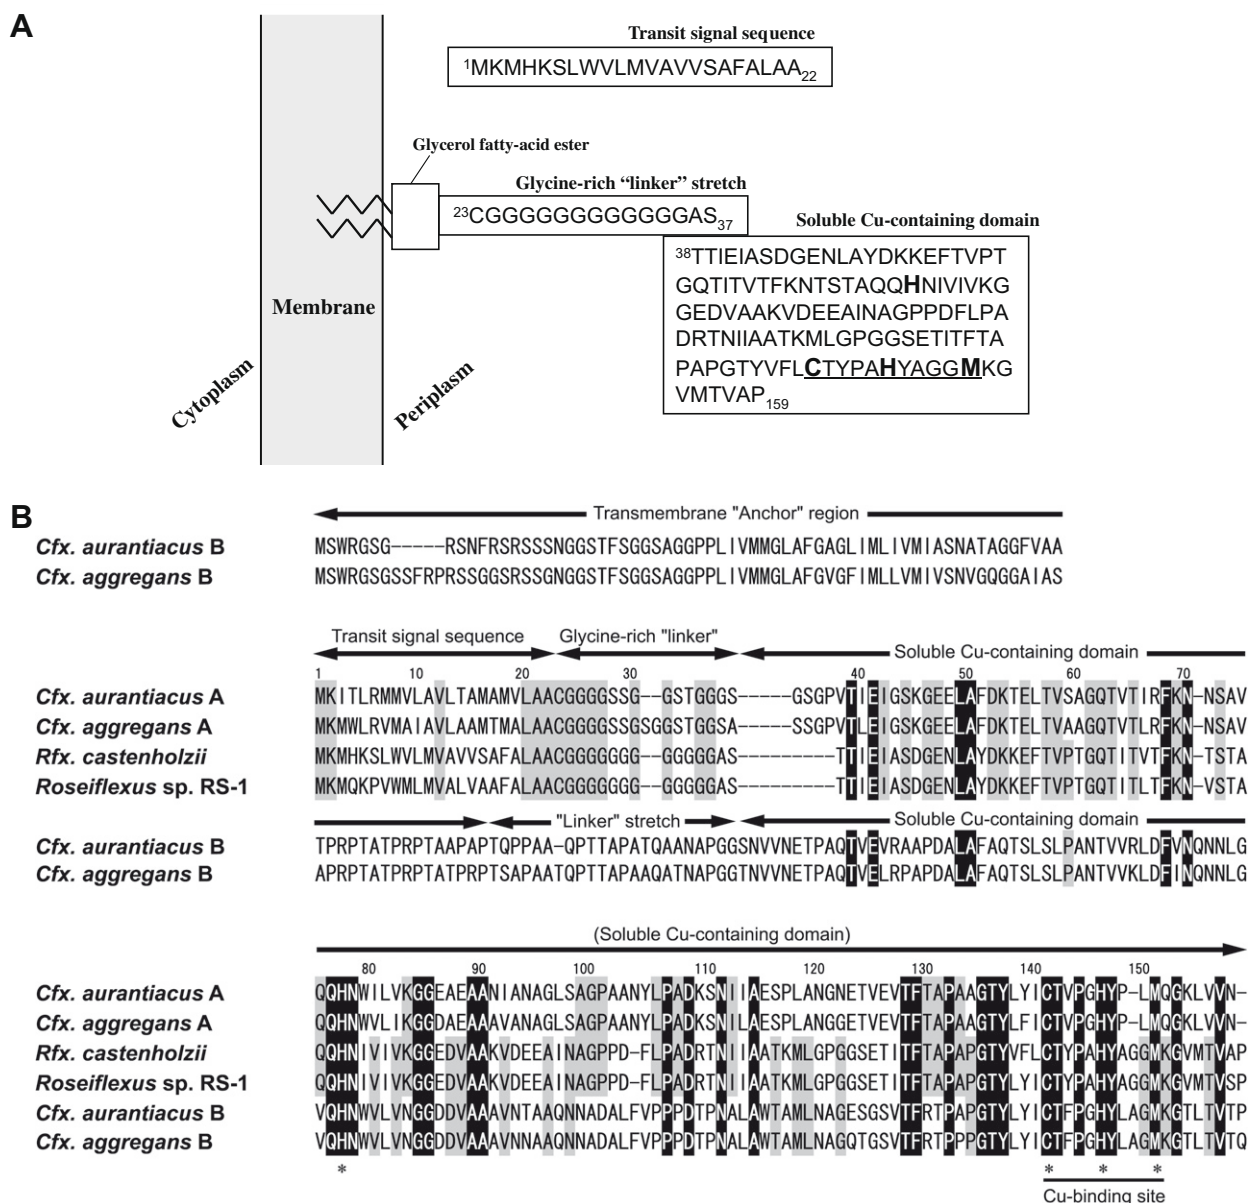 A
Transit signal sequence
1MKMHKSLWVLMVAVVSAFALAA22
Glycerol fatty-acid ester
Glycine-rich “linker” stretch
23CGGGGGGGGGGGGAS37
Soluble Cu-containing domain
38TTIEIASDGENLAYDKKEFTVPT
GQTITVTFKNTSTAQQHNIVIVKG
GEDVAAKVDEEAINAGPPDFLPA
DRTNIIAATKMLGPGGSETITFTA
PAPGTYVFLCTYPAHYAGGMKG
VMTVAP159
Membrane
Cytoplasm
Periplasm
B
Transmembrane "Anchor" region
Cfx. aurantiacus B MSWRGSG-----RSNFRSRSSSNGGSTFSGGSAGGPPLIVMMGLAFGAGLIMLIVMIASNATAGGFVAA
Cfx. aggregans B MSWRGSGSSFRPRSSGGSRSSGNGGSTFSGGSAGGPPLIVMMGLAFGVGFIMLLVMIVSNVGQGGAIAS
Transit signal sequence Glycine-rich "linker" Soluble Cu-containing domain
1 10 20 30 40 50 60 70
Cfx. aurantiacus A MKITLRMMVLAVLTAMAMVLAACGGGGSSG--GSTGGGS-----GSGPVTIEIGSKGEELAFDKTELTVSAGQTVTIRFKN-NSAV
Cfx. aggregans A MKMWLRVMAIAVLAAMTMALAACGGGGSSGSGGSTGGGSA----SSGPVTLEIGSKGEELAFDKTELTVAAGQTVTLRFKN-NSAV
Rfx. castenholzii MKMHKSLWVLMVAVVSAFALAACGGGGGGG--GGGGGAS---------TTIEIASDGENLAYDKKEFTVPTGQTITVTFKN-TSTA
Roseiflexus sp. RS-1 MKMQKPVWMLMVALVAAFALAACGGGGGGG--GGGGGAS---------TTIEIASDGENLAYDKKEFTVPTGQTITLTFKN-VSTA
"Linker" stretch Soluble Cu-containing domain
Cfx. aurantiacus B TPRPTATPRPTAAPAPTQPPAA-QPTTAPATQAANAPGGSNVVNETPAQTVEVRAAPDALAFAQTSLSLPANTVVRLDFVNQNNLG
Cfx. aggregans B APRPTATPRPTATPRPTSAPAATQPTTAPAAQATNAPGGTNVVNETPAQTVELRPAPDALAFAQTSLSLPANTVVKLDFINQNNLG
(Soluble Cu-containing domain)
80 90 100 110 120 130 140 150
Cfx. aurantiacus A QQHNWILVKGGEAEAANIANAGLSAGPAANYLPADKSNIIAESPLANGNETVEVTFTAPAAGTYLYICTVPGHYP-LMQGKLVVN-
Cfx. aggregans A QQHNWVLIKGGDAEAAAVANAGLSAGPAANYLPADKSNILAESPLANGGETVEVTFTAPAAGTYLFICTVPGHYP-LMQGKLVVN-
Rfx. castenholzii QQHNIVIVKGGEDVAAKVDEEAINAGPPD-FLPADRTNIIAATKMLGPGGSETITFTAPAPGTYVFLCTYPAHYAGGMKGVMTVAP
Roseiflexus sp. RS-1 QQHNIVIVKGGEDVAAKVDEEAINAGPPD-FLPADRTNIIAATKMLGPGGSETITFTAPAPGTYLFICTYPAHYAGGMKGVMTVSP
Cfx. aurantiacus B VQHNWVLVNGGDDVAAAVNTAAQNNADALFVPPPDTPNALAWTAMLNAGESGSVTFRTPAPGTYLYICTFPGHYLAGMKGTLTVTP
Cfx. aggregans B VQHNWVLVNGGDDVAAAVNNAAQNNADALFVPPPDTPNALAWTAMLNAGQTGSVTFRTPPPGTYLYICTFPGHYLAGMKGTLTVTQ
* * * *
Cu-binding site